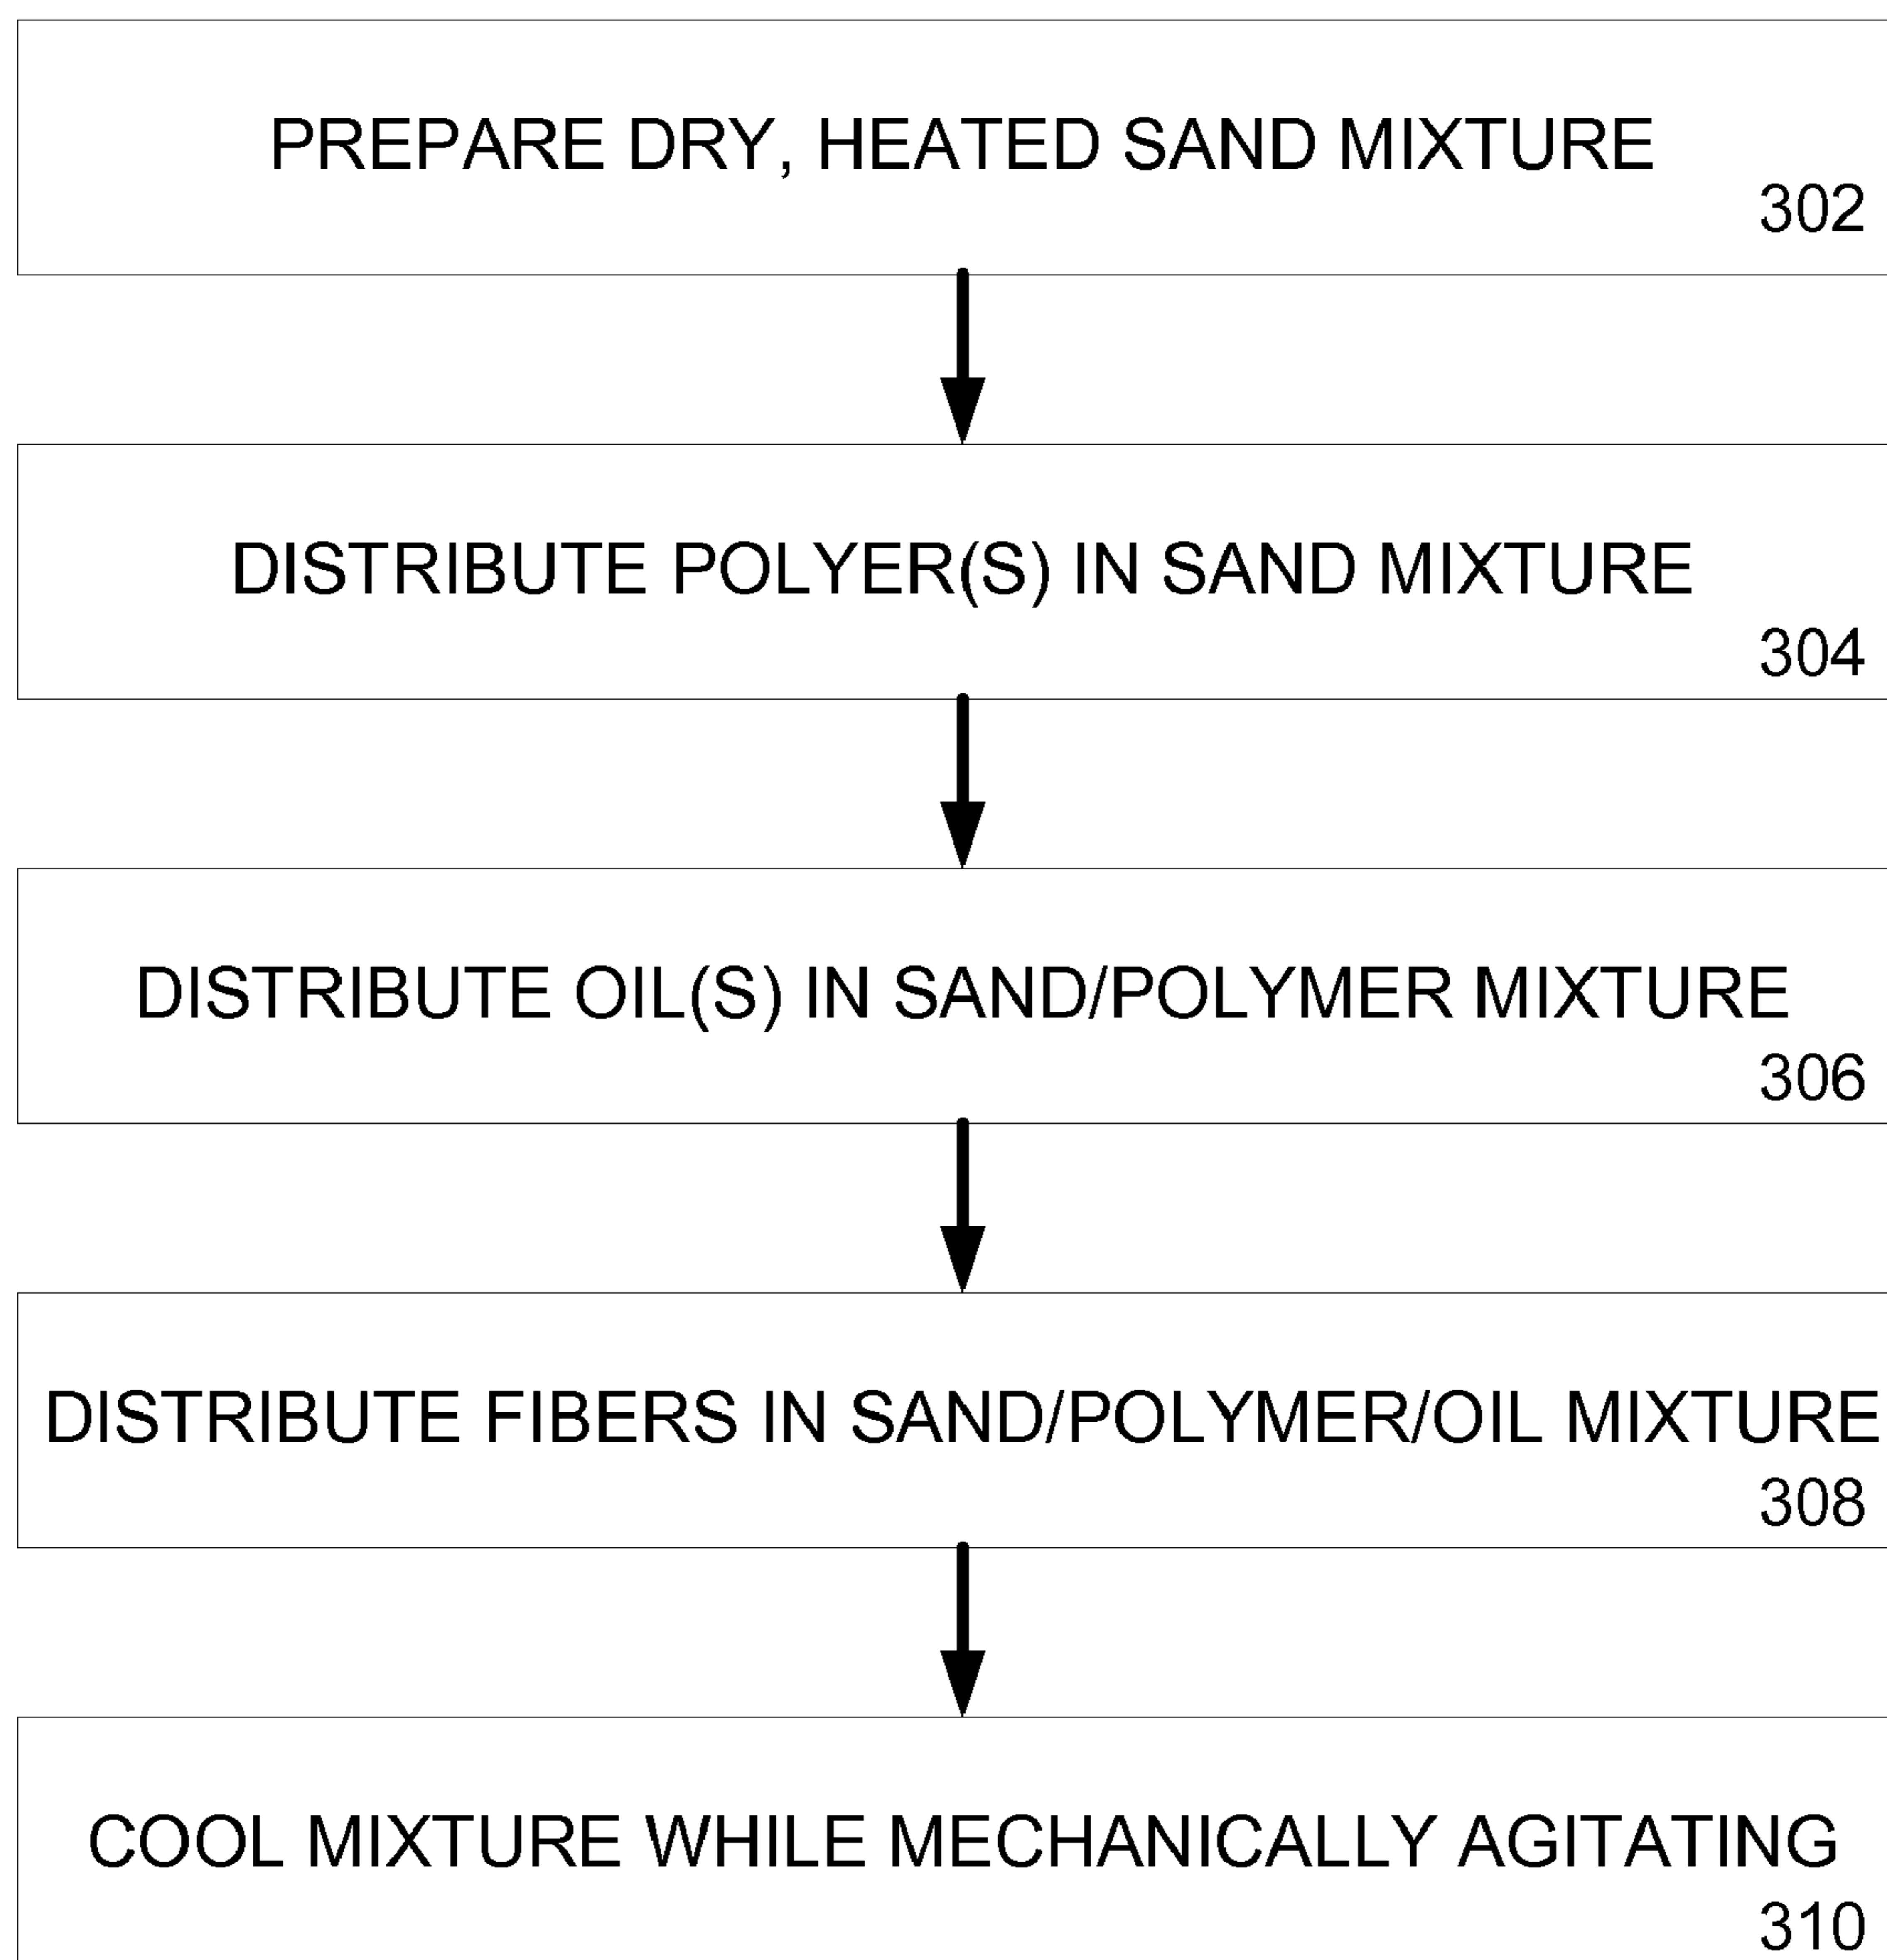 PREPARE DRY, HEATED SAND MIXTURE
302
DISTRIBUTE POLYER(S) IN SAND MIXTURE
304
DISTRIBUTE OIL(S) IN SAND/POLYMER MIXTURE
306
DISTRIBUTE FIBERS IN SAND/POLYMER/OIL MIXTURE
308
COOL MIXTURE WHILE MECHANICALLY AGITATING
310